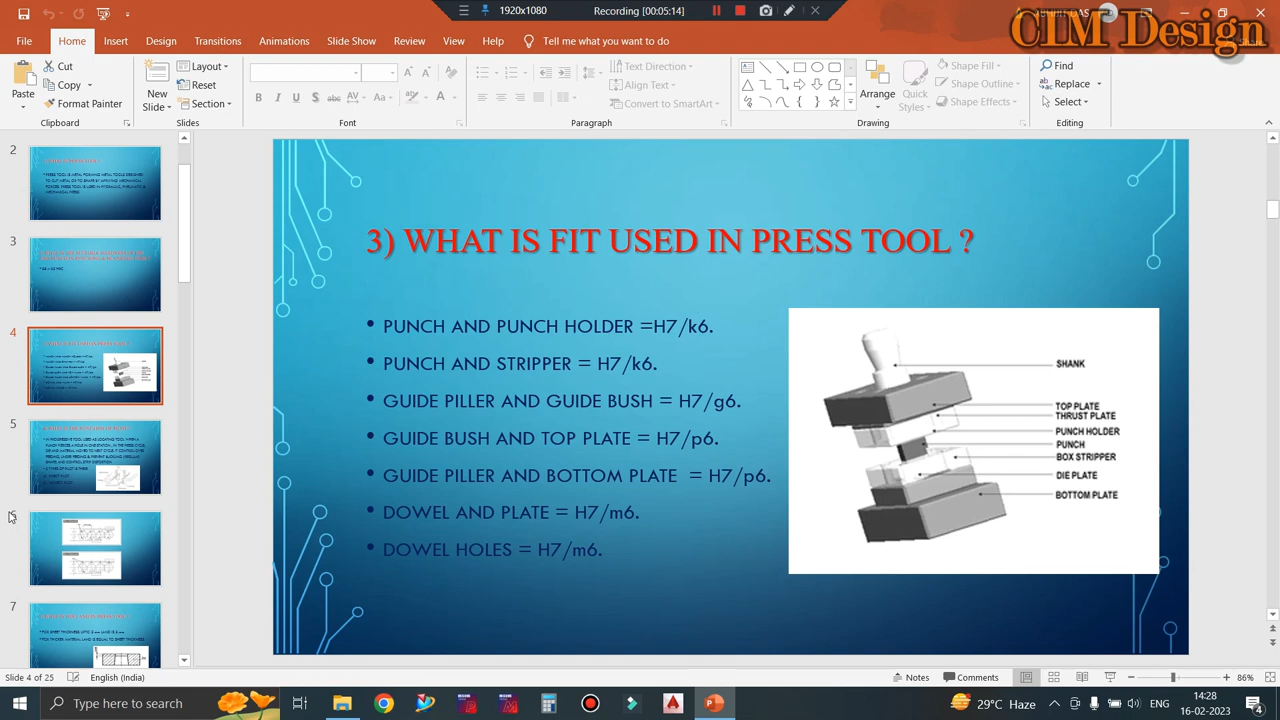 1920x1080
Recording [00:05:14]
CIM Design
File Home Insert Design Transitions Animations Slide Show Review View Help Tell me what you want to do
Paste
Cut
Copy
Format Painter
Clipboard
New Slide
Layout
Reset
Section
Slides
Font
Text Direction
Align Text
Convert to SmartArt
Paragraph
Arrange
Quick Styles
Shape Fill
Shape Outline
Shape Effects
Drawing
Find
Replace
Select
Editing
2
3
4
5
6
7
3) WHAT IS FIT USED IN PRESS TOOL ?
• PUNCH AND PUNCH HOLDER =H7/k6.
• PUNCH AND STRIPPER = H7/k6.
• GUIDE PILLER AND GUIDE BUSH = H7/g6.
• GUIDE BUSH AND TOP PLATE = H7/p6.
• GUIDE PILLER AND BOTTOM PLATE = H7/p6.
• DOWEL AND PLATE = H7/m6.
• DOWEL HOLES = H7/m6.
SHANK
TOP PLATE
THRUST PLATE
PUNCH HOLDER
PUNCH
BOX STRIPPER
DIE PLATE
BOTTOM PLATE
Slide 4 of 25 English (India) Notes Comments 86%
Type here to search
29°C Haze
ENG
14:28
16-02-2023
4